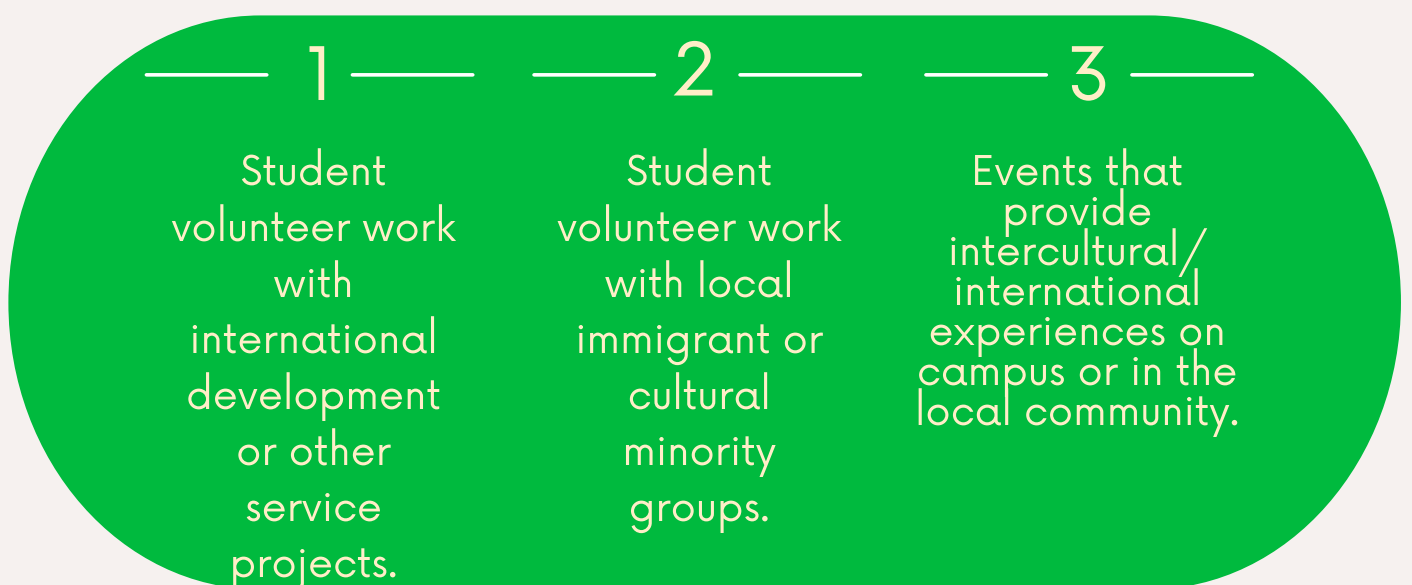 1
Student
volunteer work
with
international
development
or other
service
projects.
2
Student
volunteer work
with local
immigrant or
cultural
minority
groups.
3
Events that
provide
intercultural/
international
experiences on
campus or in the
local community.